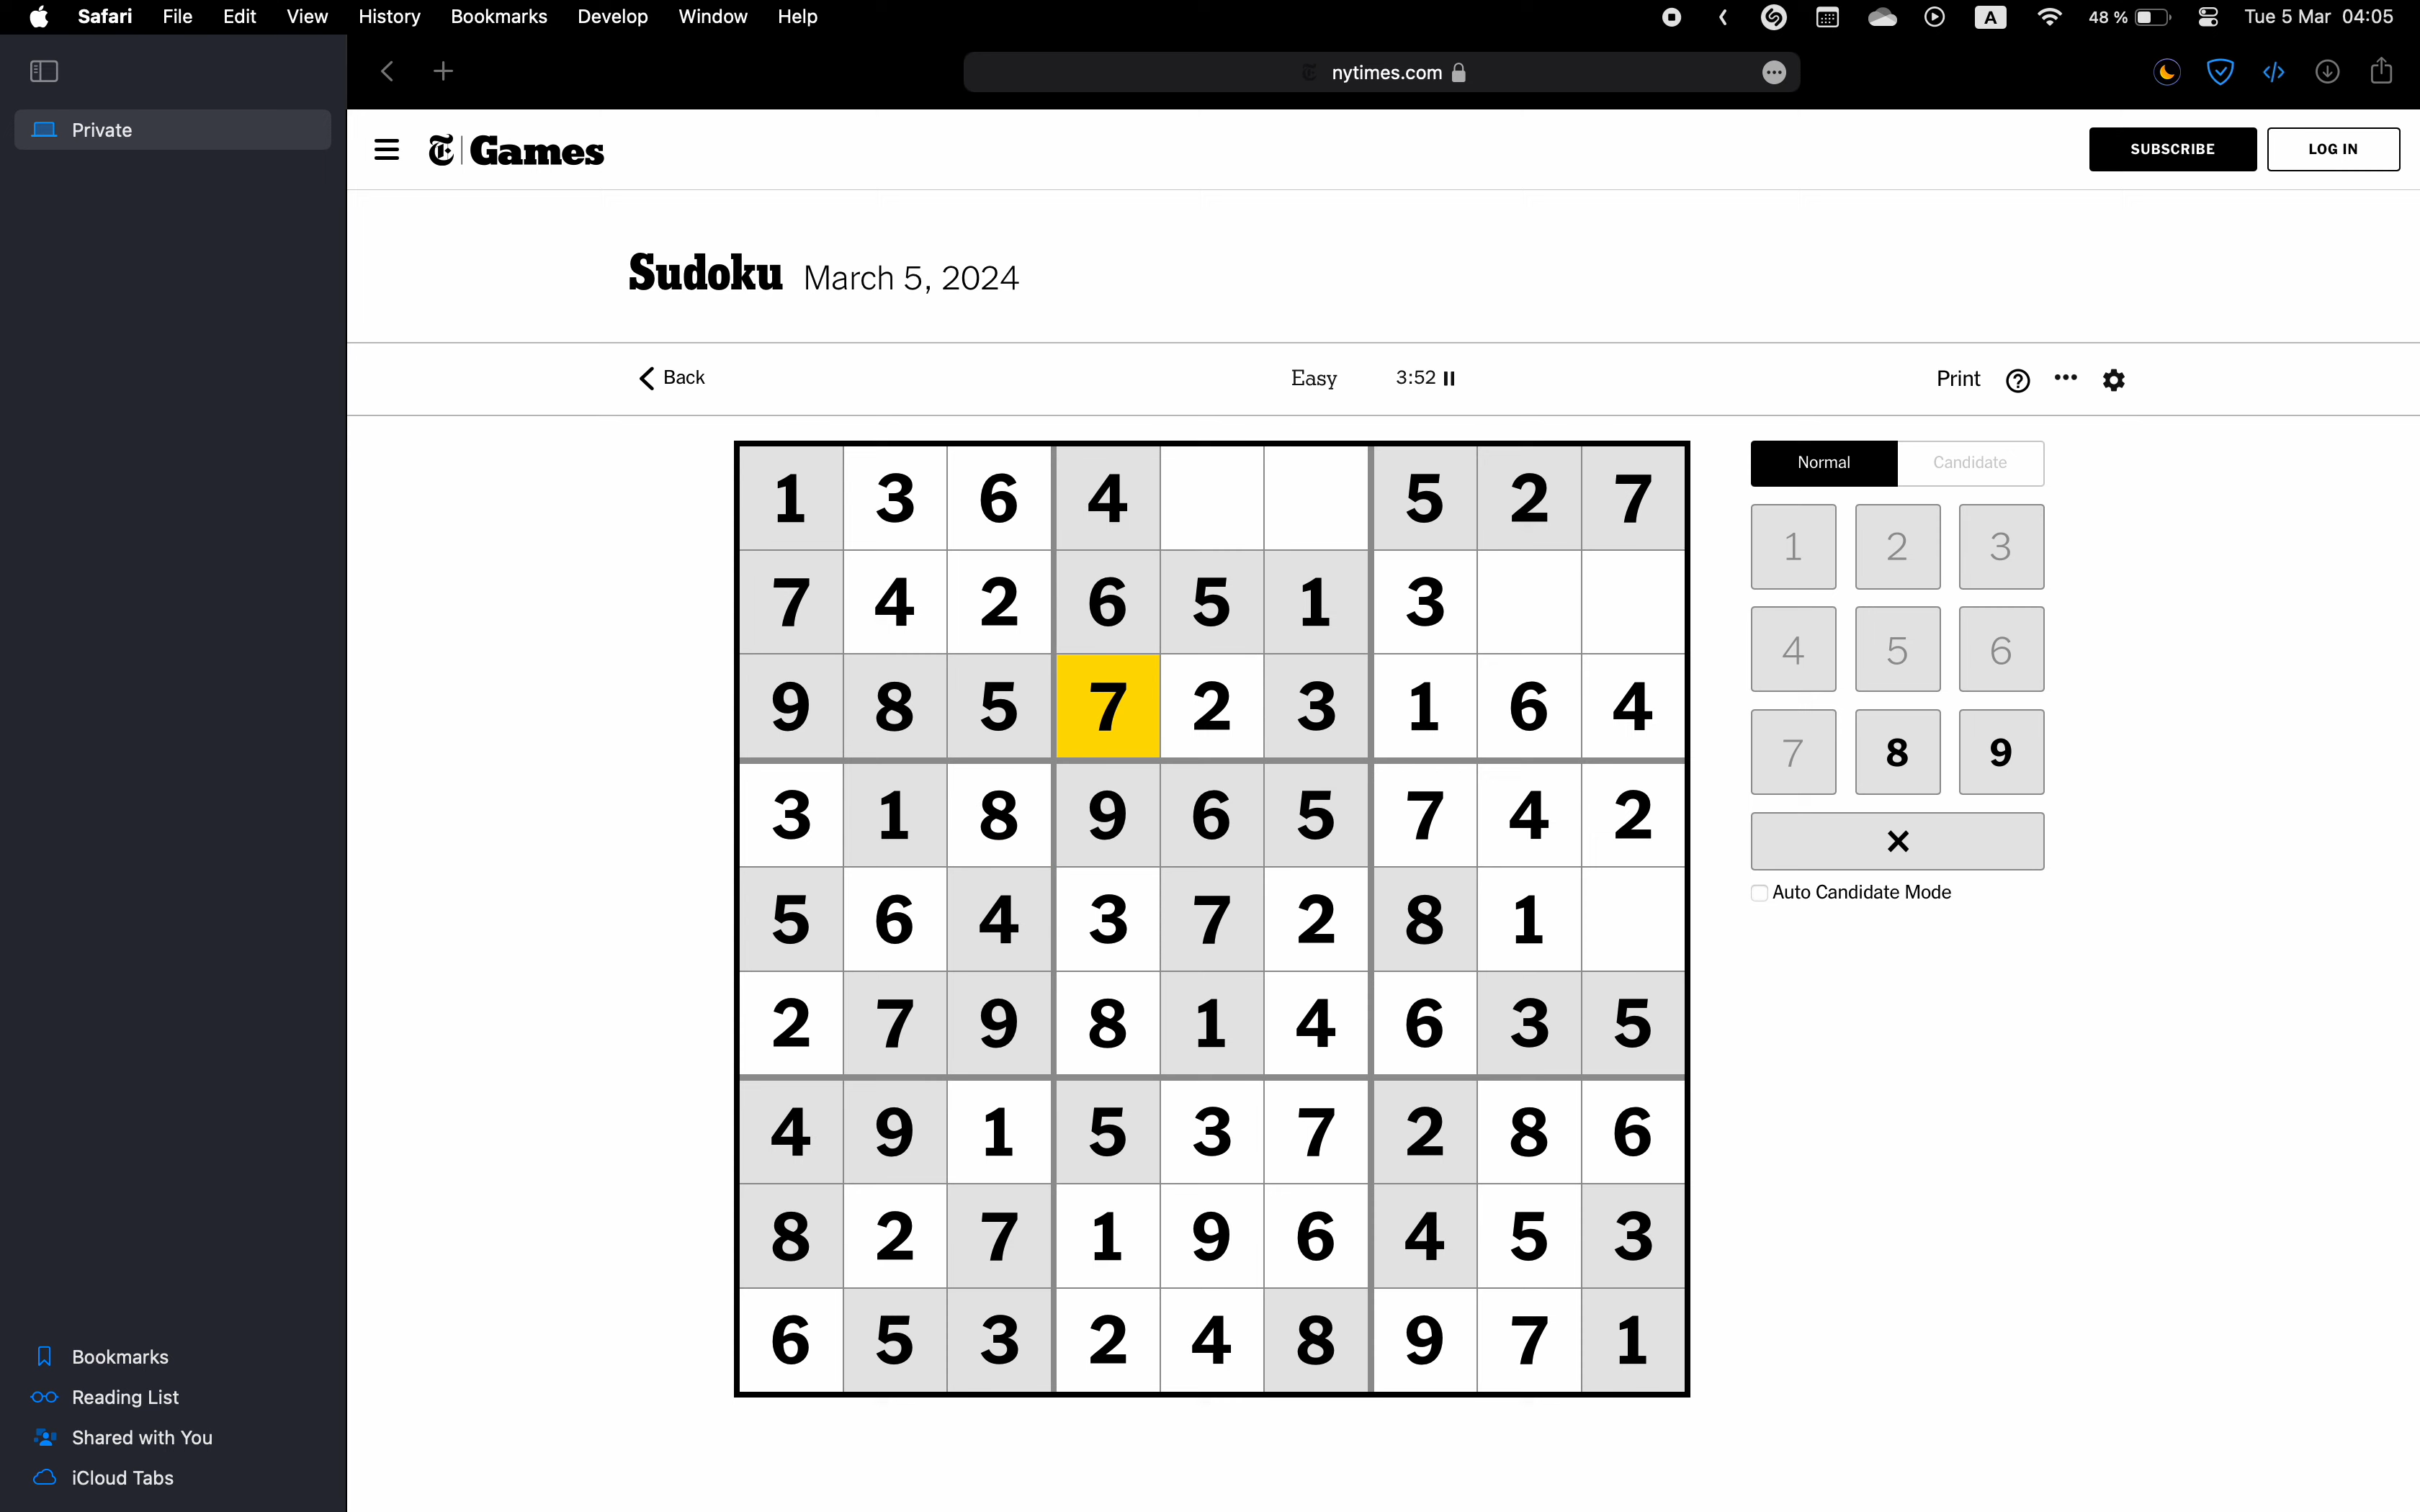 Safari File Edit View History Bookmarks Develop Window Help A 48 % Tue 5 Mar 04:05
nytimes.com
Private
T Games SUBSCRIBE LOG IN
Sudoku March 5, 2024
Back Easy 3:52 Print
1 3 6 4 5 2 7
7 4 2 6 5 1 3
9 8 5 7 2 3 1 6 4
3 1 8 9 6 5 7 4 2
5 6 4 3 7 2 8 1
2 7 9 8 1 4 6 3 5
4 9 1 5 3 7 2 8 6
8 2 7 1 9 6 4 5 3
6 5 3 2 4 8 9 7 1
Normal Candidate
1 2 3
4 5 6
7 8 9
Auto Candidate Mode
Bookmarks
Reading List
Shared with You
iCloud Tabs